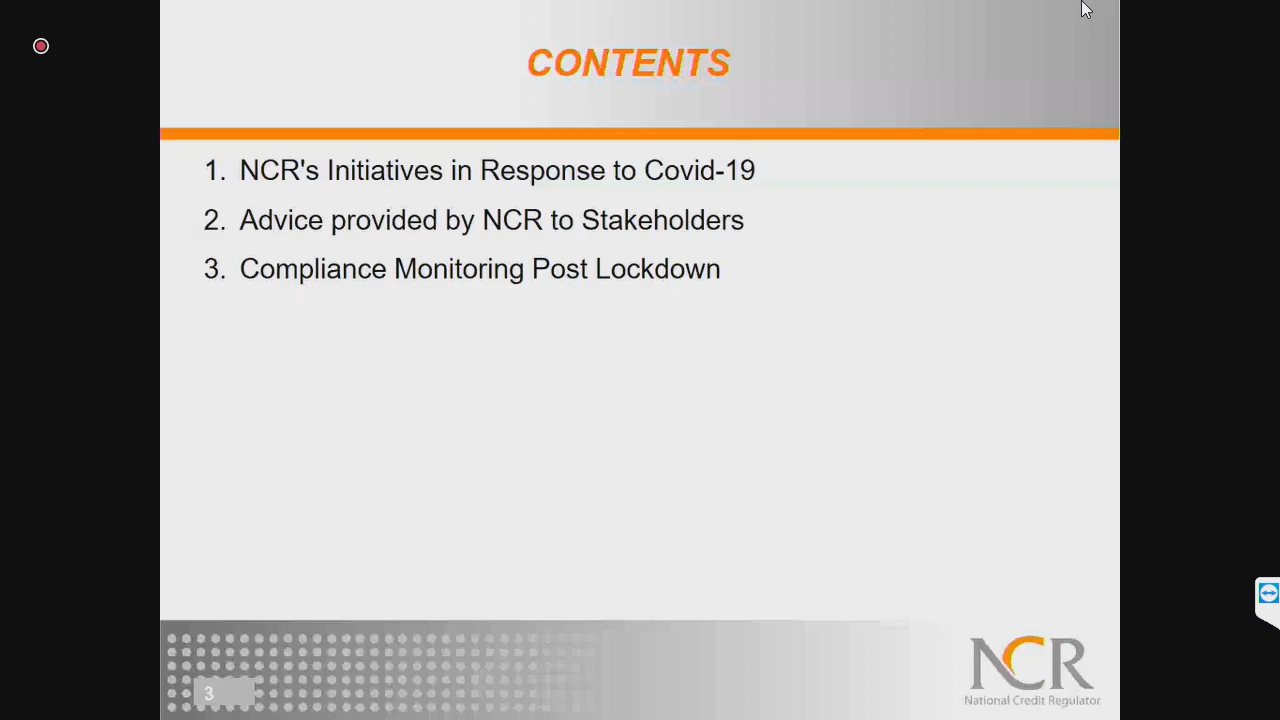 CONTENTS
1. NCR's Initiatives in Response to Covid-19
2. Advice provided by NCR to Stakeholders
3. Compliance Monitoring Post Lockdown
3
NCR
National Credit Regulator